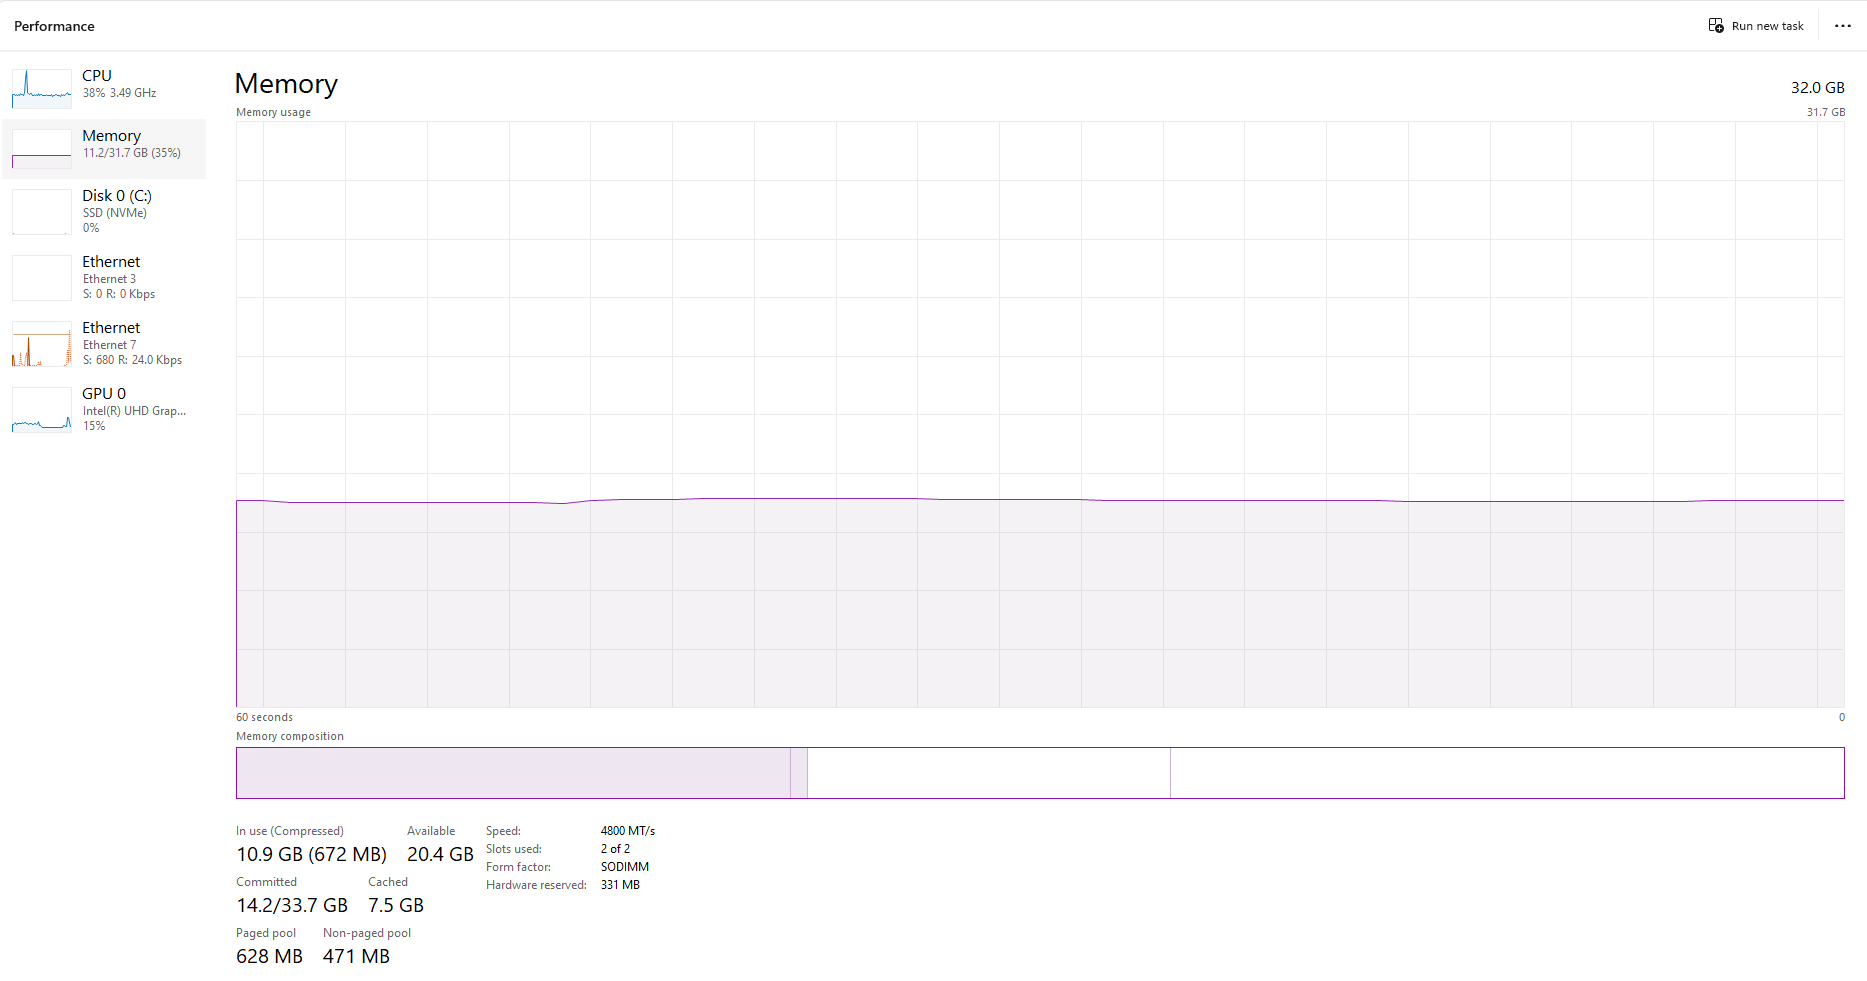 Performance
Run new task
CPU
38% 3.49 GHz
Memory
11.2/31.7 GB (35%)
Disk 0 (C:)
SSD (NVMe)
0%
Ethernet
Ethernet 3
S: 0 R: 0 Kbps
Ethernet
Ethernet 7
S: 680 R: 24.0 Kbps
GPU 0
Intel(R) UHD Grap...
15%
Memory
32.0 GB
Memory usage
31.7 GB
60 seconds
0
Memory composition
In use (Compressed)
10.9 GB (672 MB)
Available
20.4 GB
Committed
14.2/33.7 GB
Cached
7.5 GB
Paged pool
628 MB
Non-paged pool
471 MB
Speed: 4800 MT/s
Slots used: 2 of 2
Form factor: SODIMM
Hardware reserved: 331 MB